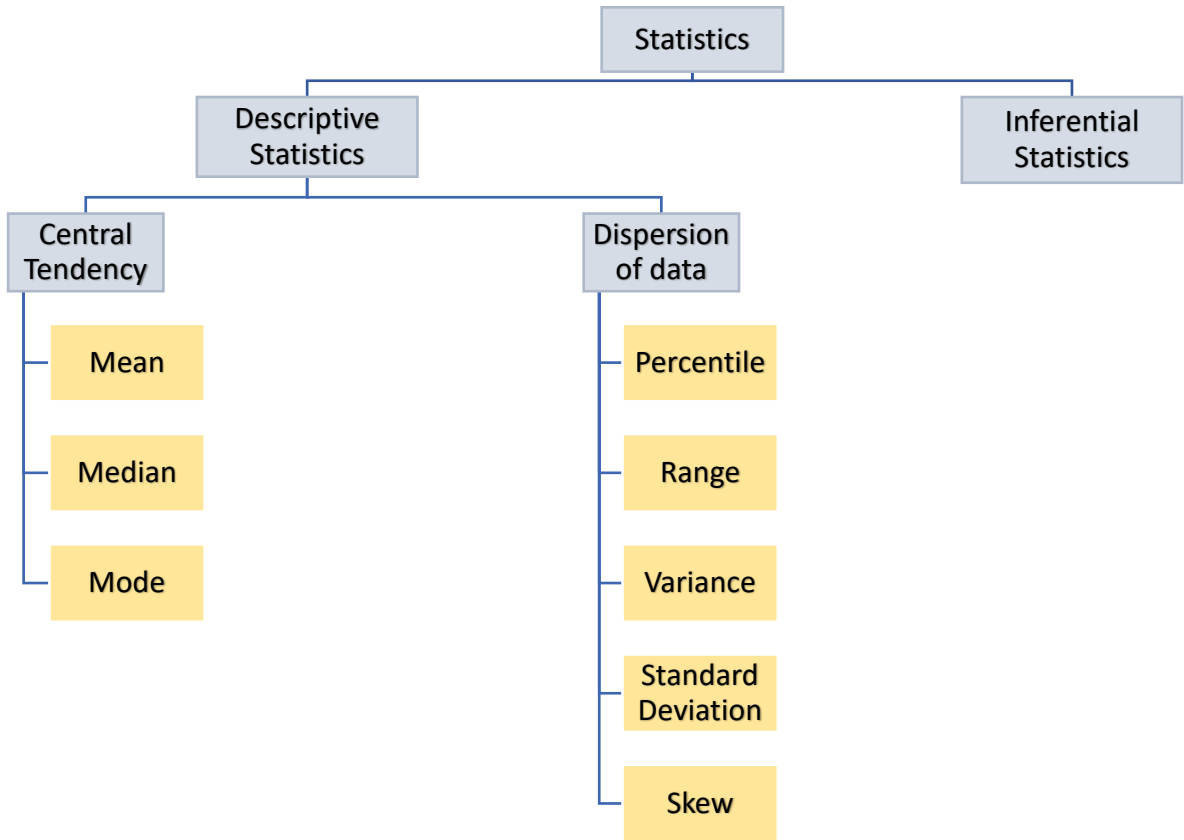 Statistics
Descriptive
Statistics
Inferential
Statistics
Central
Tendency
Dispersion
of data
Mean
Median
Mode
Percentile
Range
Variance
Standard
Deviation
Skew